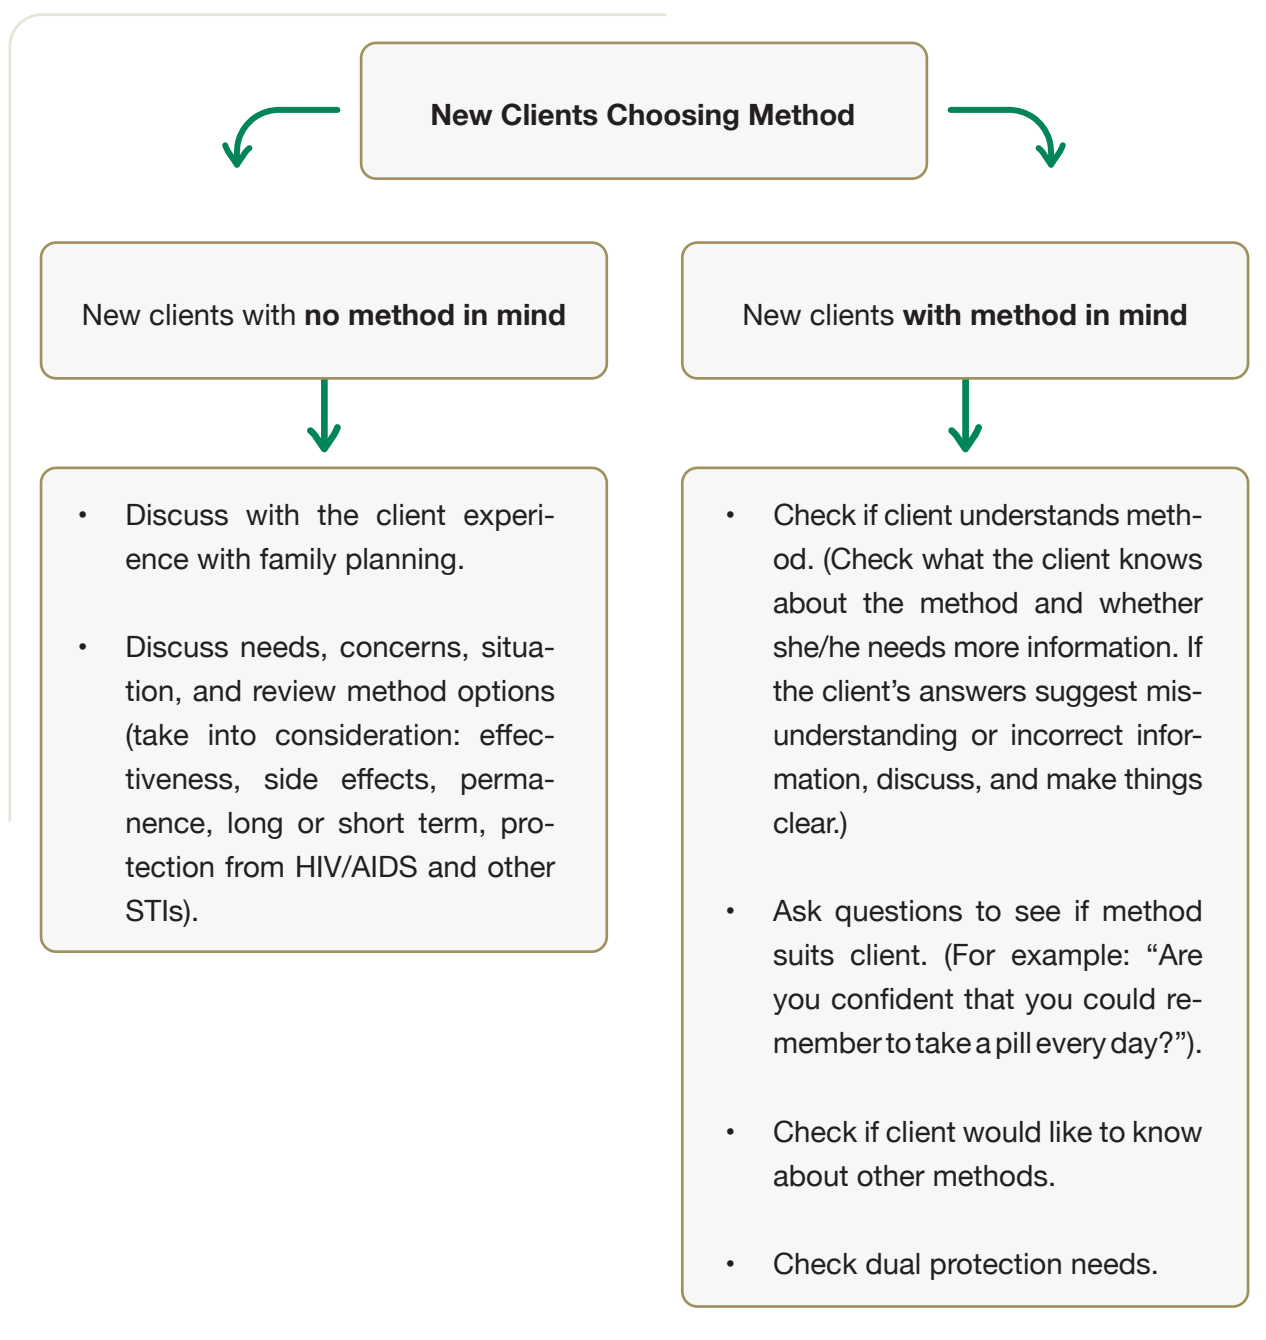 New Clients Choosing Method
New clients with no method in mind
• Discuss with the client experi-
ence with family planning.
• Discuss needs, concerns, situa-
tion, and review method options
(take into consideration: effec-
tiveness, side effects, perma-
nence, long or short term, pro-
tection from HIV/AIDS and other
STIs).
New clients with method in mind
• Check if client understands meth-
od. (Check what the client knows
about the method and whether
she/he needs more information. If
the client’s answers suggest mis-
understanding or incorrect infor-
mation, discuss, and make things
clear.)
• Ask questions to see if method
suits client. (For example: “Are
you confident that you could re-
member to take a pill every day?”).
• Check if client would like to know
about other methods.
• Check dual protection needs.